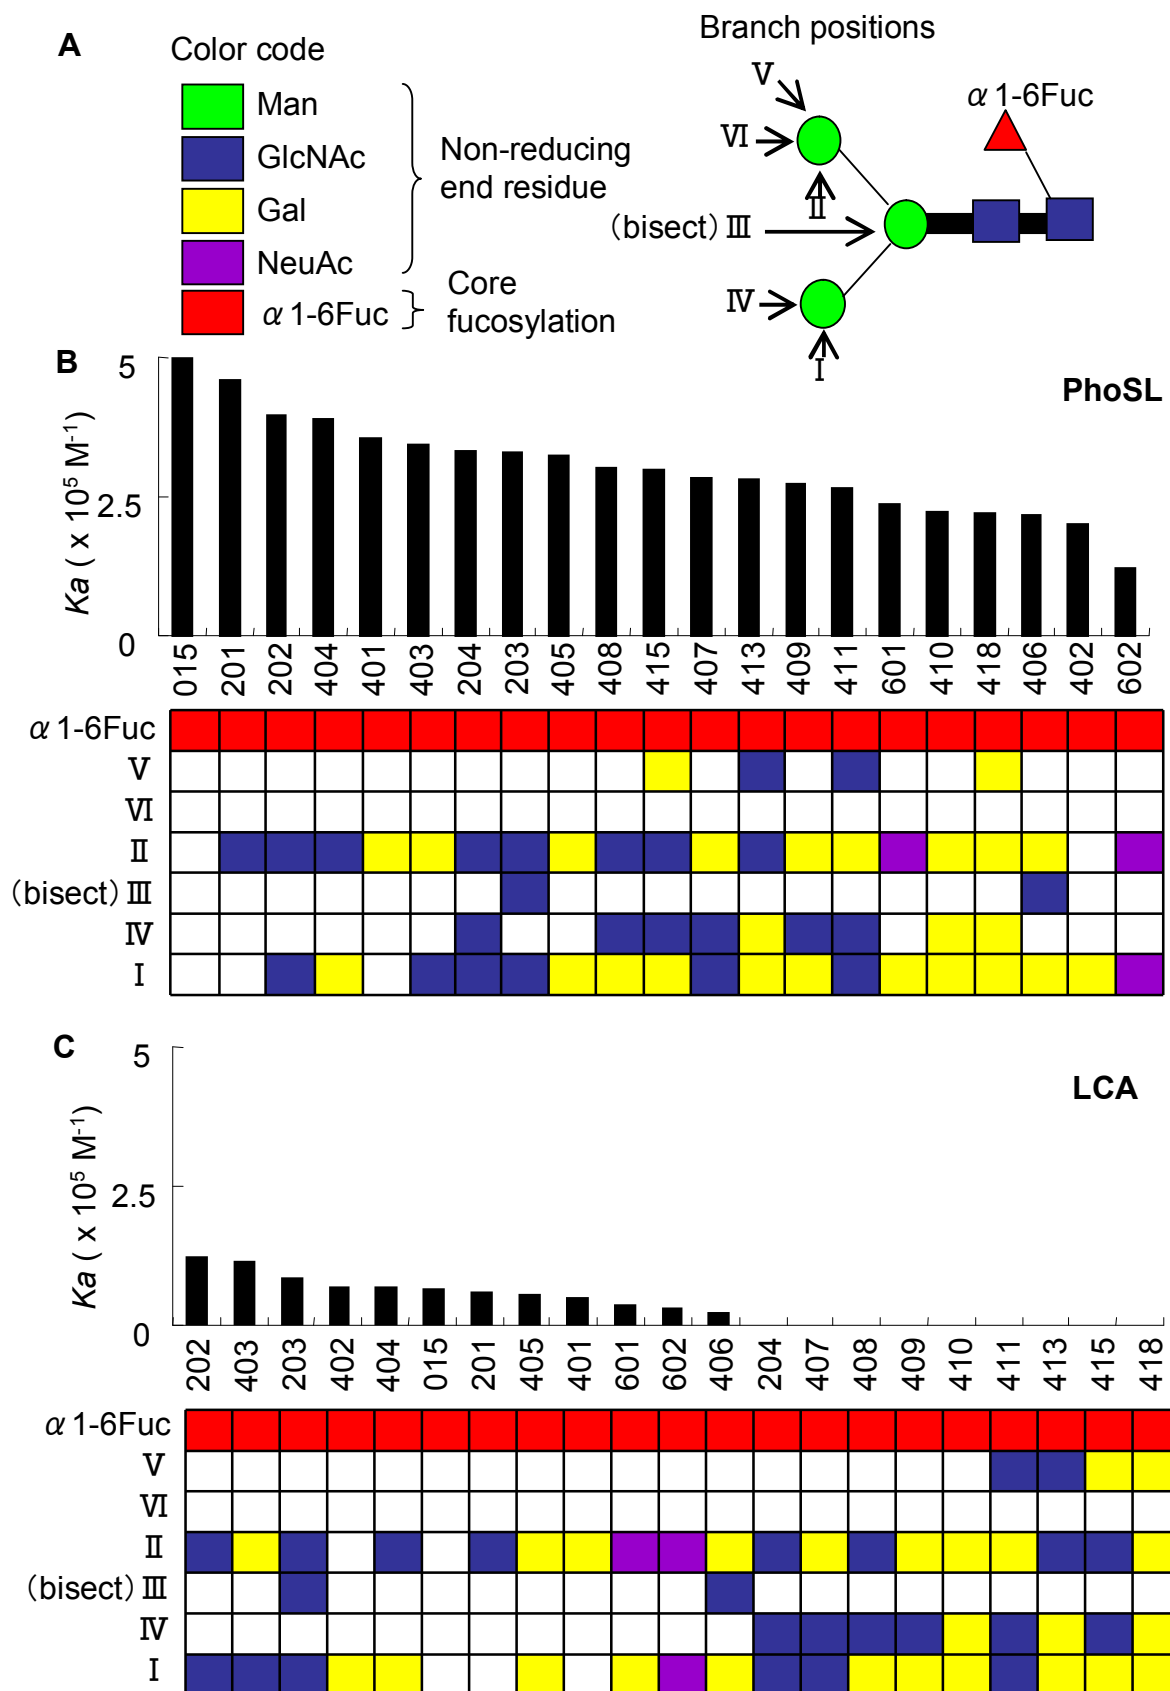 A
Color code
Man
GlcNAc
Gal
NeuAc
α1-6Fuc
Non-reducing
end residue
Core
fucosylation
Branch positions
Ⅴ
Ⅵ
Ⅱ
(bisect) Ⅲ
Ⅳ
Ⅰ
α1-6Fuc
B
PhoSL
Ka ( x 10⁵ M⁻¹)
5
2.5
0
015 201 202 404 401 403 204 203 405 408 415 407 413 409 411 601 410 418 406 402 602
α1-6Fuc
Ⅴ
Ⅵ
Ⅱ
(bisect) Ⅲ
Ⅳ
Ⅰ
C
LCA
Ka ( x 10⁵ M⁻¹)
5
2.5
0
202 403 203 402 404 015 201 405 401 601 602 406 204 407 408 409 410 411 413 415 418
α1-6Fuc
Ⅴ
Ⅵ
Ⅱ
(bisect) Ⅲ
Ⅳ
Ⅰ